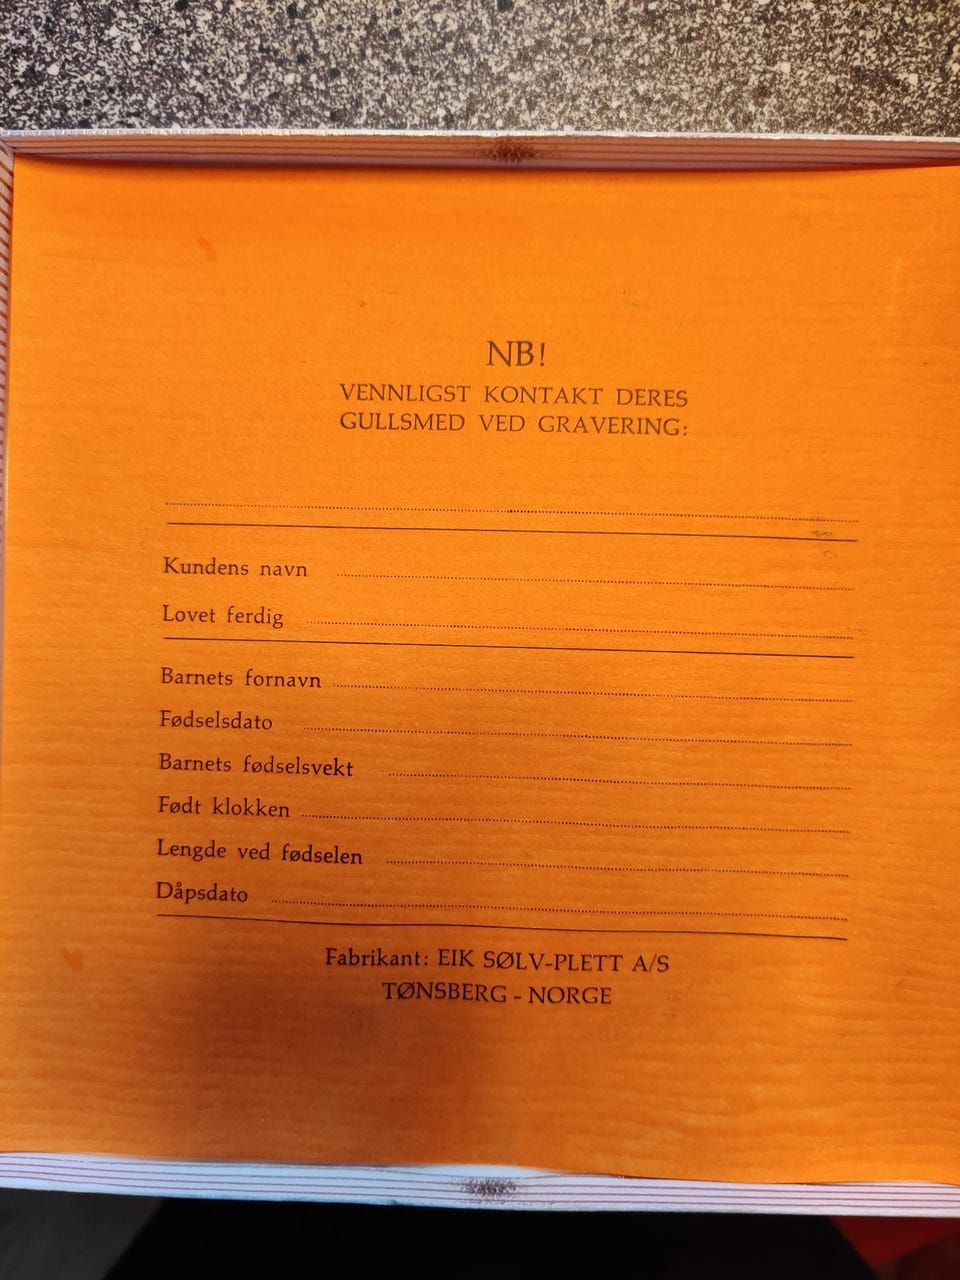 NB!
VENNLIGST KONTAKT DERES
GULLSMED VED GRAVERING:
Kundens navn
Lovet ferdig
Barnets fornavn
Fødselsdato
Barnets fødselsvekt
Født klokken
Lengde ved fødselen
Dåpsdato
Fabrikant: EIK SØLV-PLETT A/S
TØNSBERG - NORGE